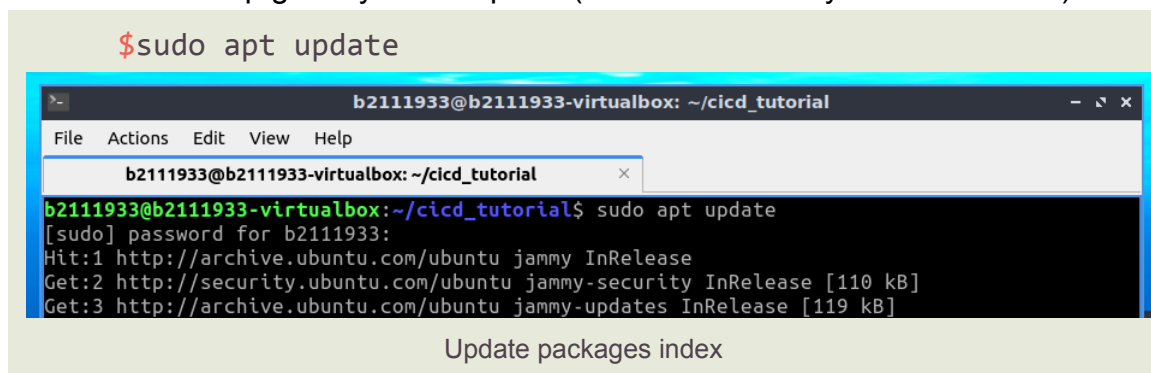 $sudo apt update
b2111933@b2111933-virtualbox: ~/cicd_tutorial
File Actions Edit View Help
b2111933@b2111933-virtualbox: ~/cicd_tutorial
b2111933@b2111933-virtualbox:~/cicd_tutorial$ sudo apt update
[sudo] password for b2111933:
Hit:1 http://archive.ubuntu.com/ubuntu jammy InRelease
Get:2 http://security.ubuntu.com/ubuntu jammy-security InRelease [110 kB]
Get:3 http://archive.ubuntu.com/ubuntu jammy-updates InRelease [119 kB]
Update packages index